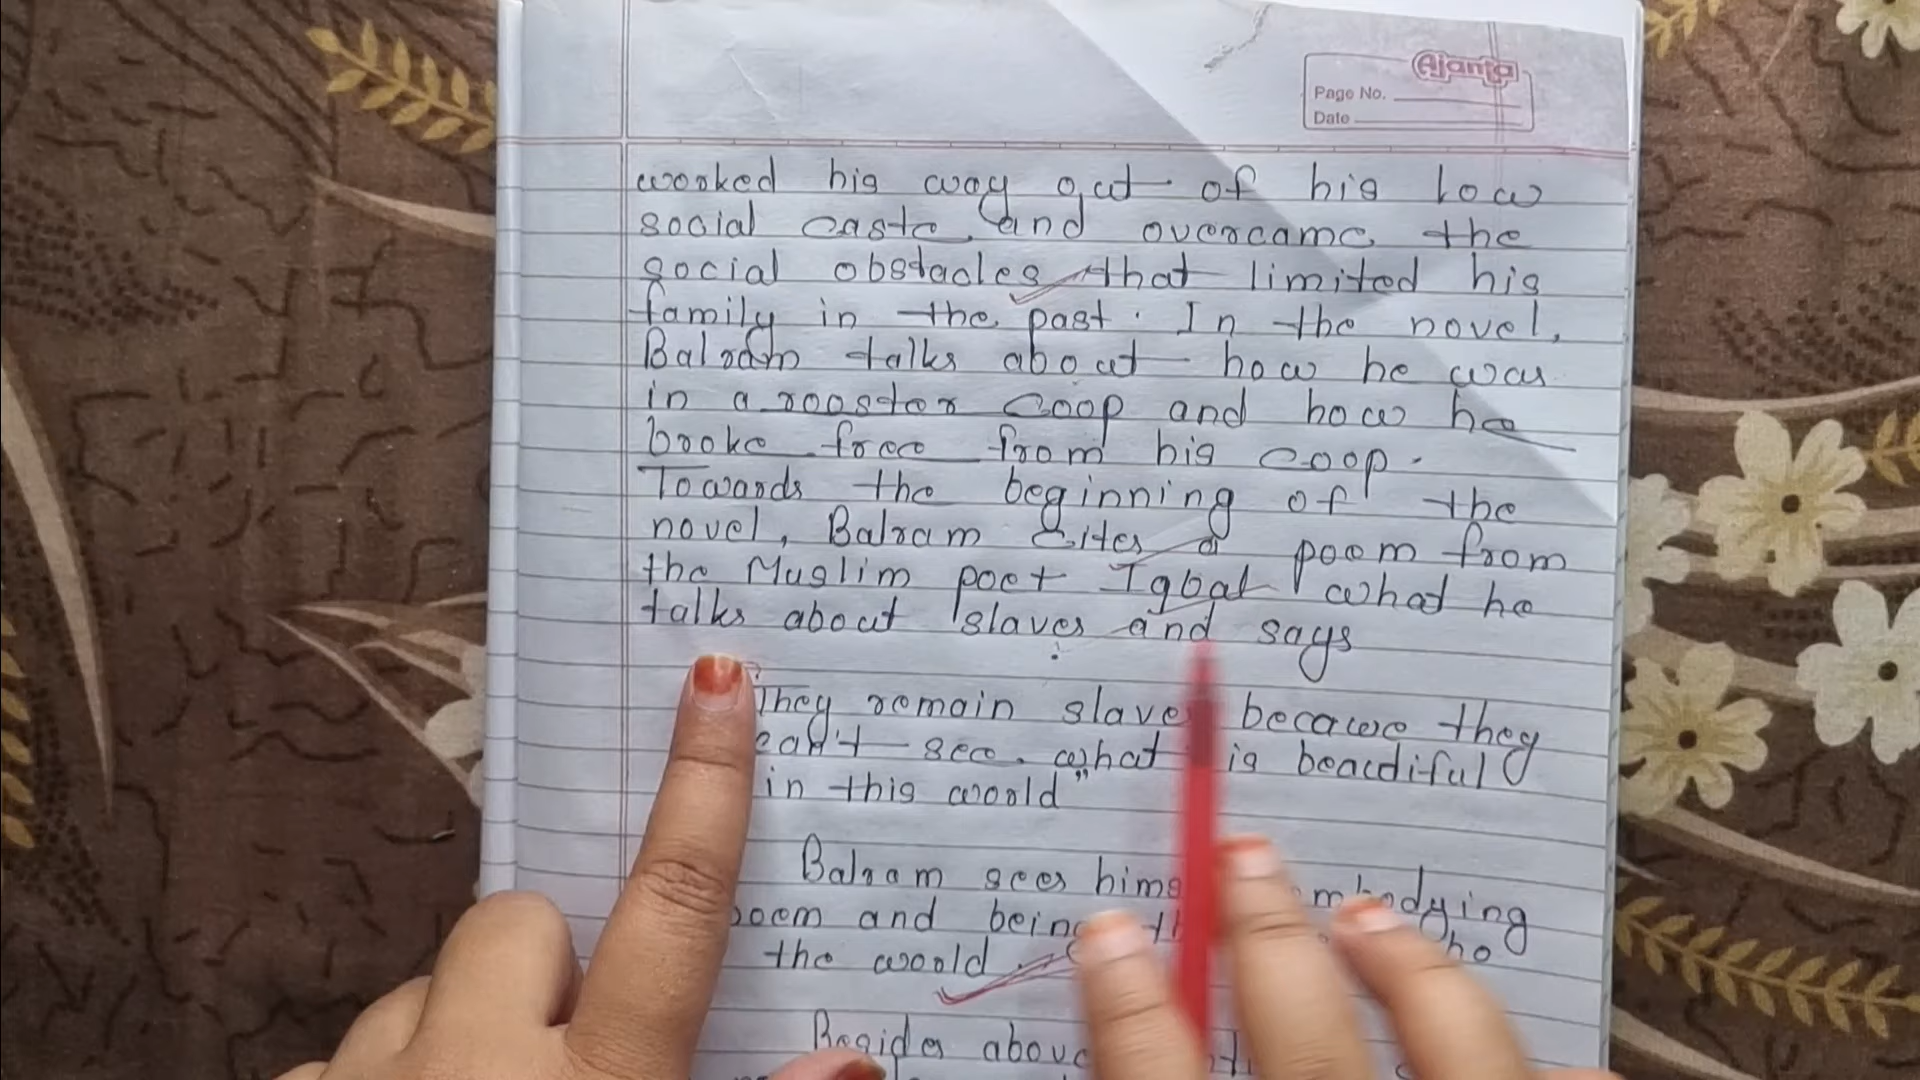 Ajanta
Page No.
Date
worked his way out of his low
social caste and overcame the
social obstacles that limited his
family in the past. In the novel,
Balram talks about how he was
in a rooster coop and how he
broke free from his coop.
Towards the beginning of the
novel, Balram cites a poem from
the Muslim poet Iqbal what he
talks about slaves and says
They remain slaves because they
can't see what is beautiful
in this world”
Balram sees embodying
poem and being
the world.
Besides above